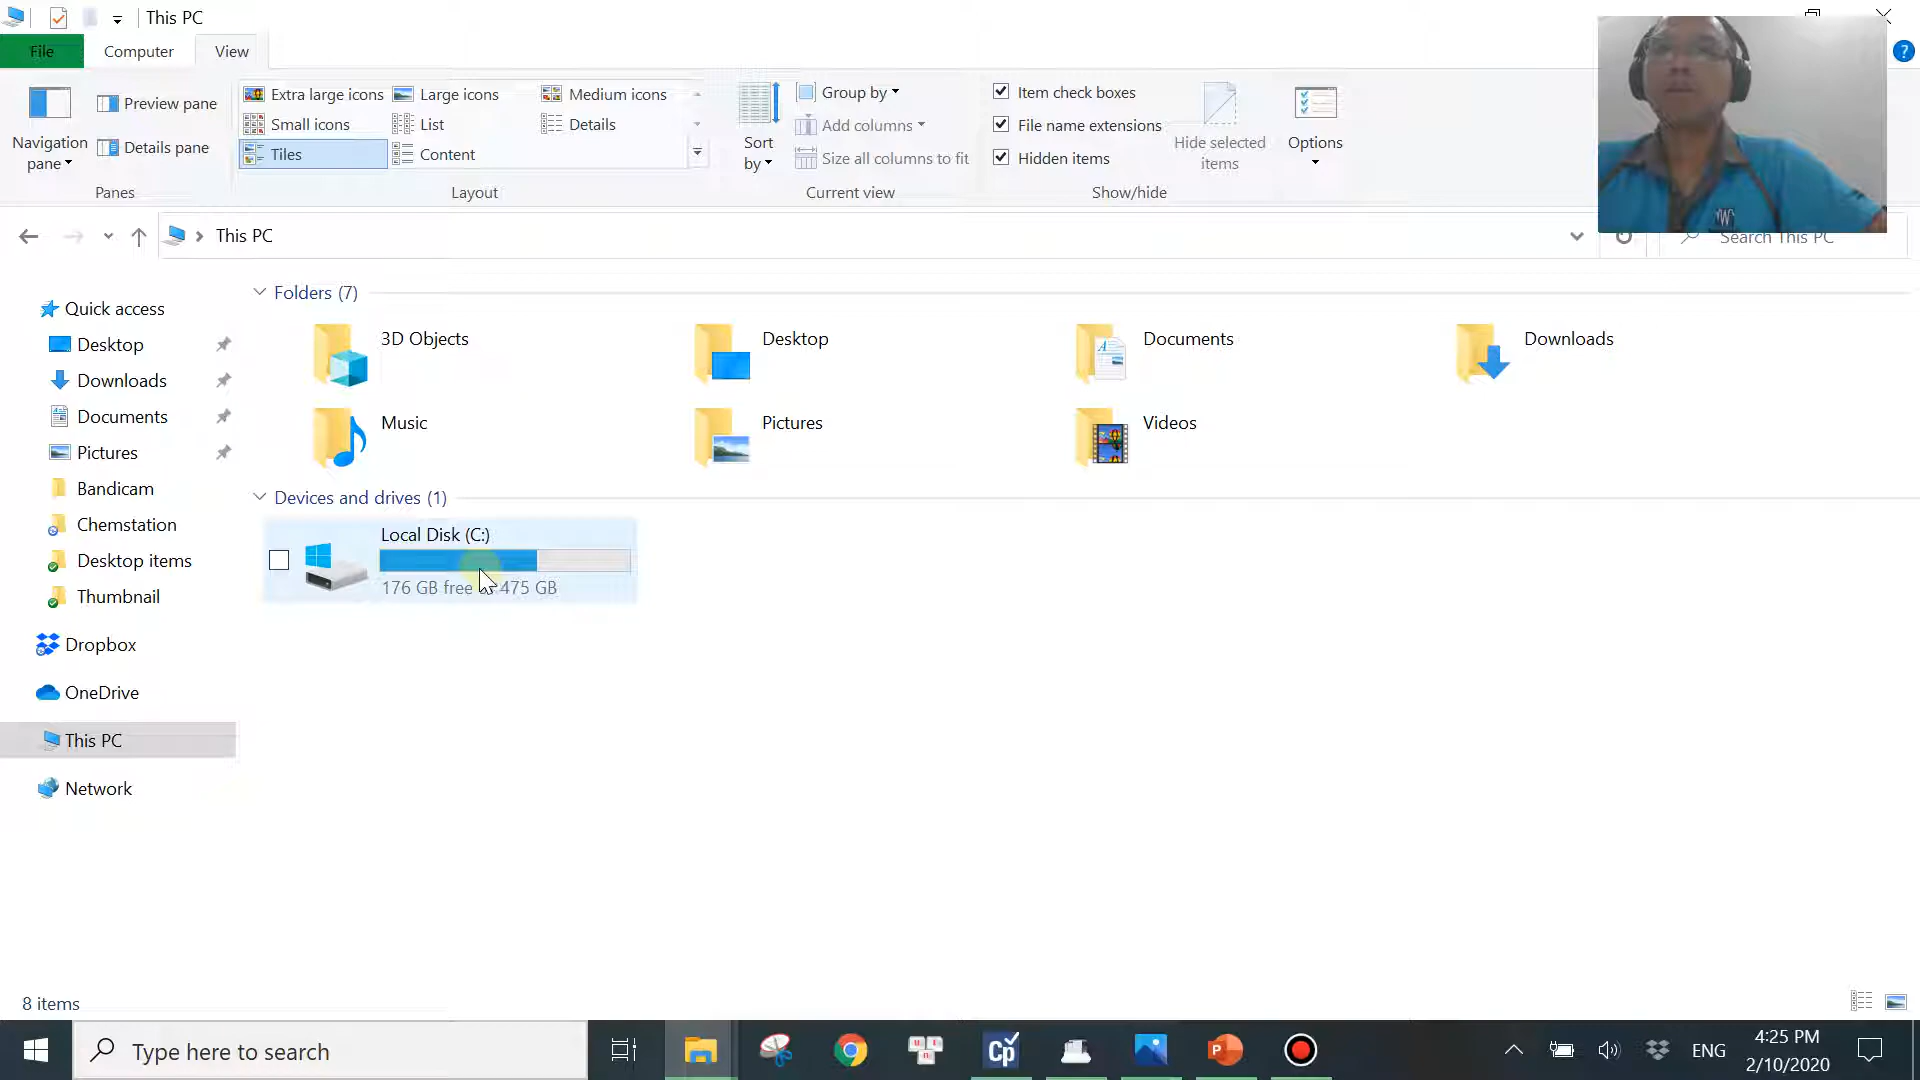 This PC
File
Computer
View
Navigation
pane
Preview pane
Details pane
Panes
Extra large icons
Large icons
Medium icons
Small icons
List
Details
Tiles
Content
Layout
Sort
by
Group by
Add columns
Size all columns to fit
Current view
Item check boxes
File name extensions
Hidden items
Hide selected
items
Options
Show/hide
?
This PC
Search This PC
Quick access
Desktop
Downloads
Documents
Pictures
Bandicam
Chemstation
Desktop items
Thumbnail
Dropbox
OneDrive
This PC
Network
Folders (7)
3D Objects
Desktop
Documents
Downloads
Music
Pictures
Videos
Devices and drives (1)
Local Disk (C:)
176 GB free 475 GB
8 items
Type here to search
Cp
P
ENG
4:25 PM
2/10/2020